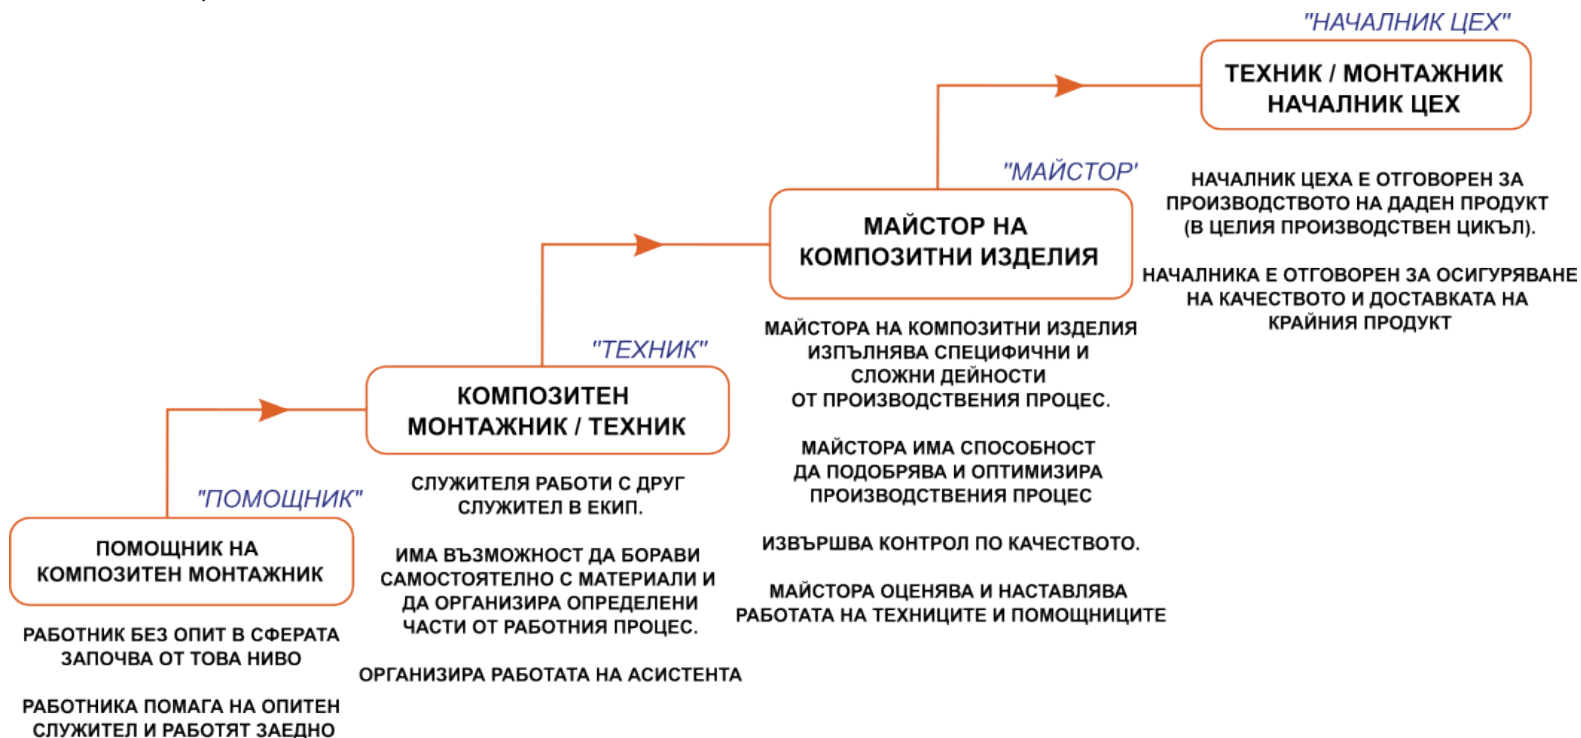 "НАЧАЛНИК ЦЕХ"
ТЕХНИК / МОНТАЖНИК
НАЧАЛНИК ЦЕХ
НАЧАЛНИК ЦЕХА Е ОТГОВОРЕН ЗА
ПРОИЗВОДСТВОТО НА ДАДЕН ПРОДУКТ
(В ЦЕЛИЯ ПРОИЗВОДСТВЕН ЦИКЪЛ).
НАЧАЛНИКА Е ОТГОВОРЕН ЗА ОСИГУРЯВАНЕ
НА КАЧЕСТВОТО И ДОСТАВКАТА НА
КРАЙНИЯ ПРОДУКТ
"МАЙСТОР'
МАЙСТОР НА
КОМПОЗИТНИ ИЗДЕЛИЯ
МАЙСТОРА НА КОМПОЗИТНИ ИЗДЕЛИЯ
ИЗПЪЛНЯВА СПЕЦИФИЧНИ И
СЛОЖНИ ДЕЙНОСТИ
ОТ ПРОИЗВОДСТВЕНИЯ ПРОЦЕС.
МАЙСТОРА ИМА СПОСОБНОСТ
ДА ПОДОБРЯВА И ОПТИМИЗИРА
ПРОИЗВОДСТВЕНИЯ ПРОЦЕС
ИЗВЪРШВА КОНТРОЛ ПО КАЧЕСТВОТО.
МАЙСТОРА ОЦЕНЯВА И НАСТАВЛЯВА
РАБОТАТА НА ТЕХНИЦИТЕ И ПОМОЩНИЦИТЕ
"ТЕХНИК"
КОМПОЗИТЕН
МОНТАЖНИК / ТЕХНИК
СЛУЖИТЕЛЯ РАБОТИ С ДРУГ
СЛУЖИТЕЛ В ЕКИП.
ИМА ВЪЗМОЖНОСТ ДА БОРАВИ
САМОСТОЯТЕЛНО С МАТЕРИАЛИ И
ДА ОРГАНИЗИРА ОПРЕДЕЛЕНИ
ЧАСТИ ОТ РАБОТНИЯ ПРОЦЕС.
ОРГАНИЗИРА РАБОТАТА НА АСИСТЕНТА
"ПОМОЩНИК"
ПОМОЩНИК НА
КОМПОЗИТЕН МОНТАЖНИК
РАБОТНИК БЕЗ ОПИТ В СФЕРАТА
ЗАПОЧВА ОТ ТОВА НИВО
РАБОТНИКА ПОМАГА НА ОПИТЕН
СЛУЖИТЕЛ И РАБОТЯТ ЗАЕДНО